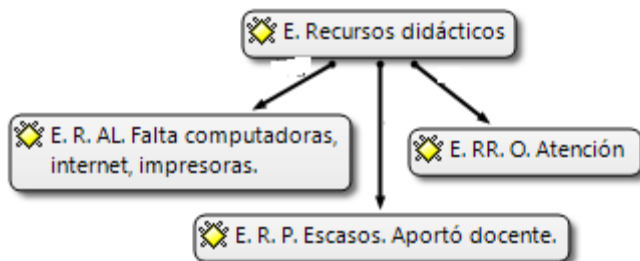 E. Recursos didácticos
E. R. AL. Falta computadoras,
internet, impresoras.
E. RR. O. Atención
E. R. P. Escasos. Aportó docente.